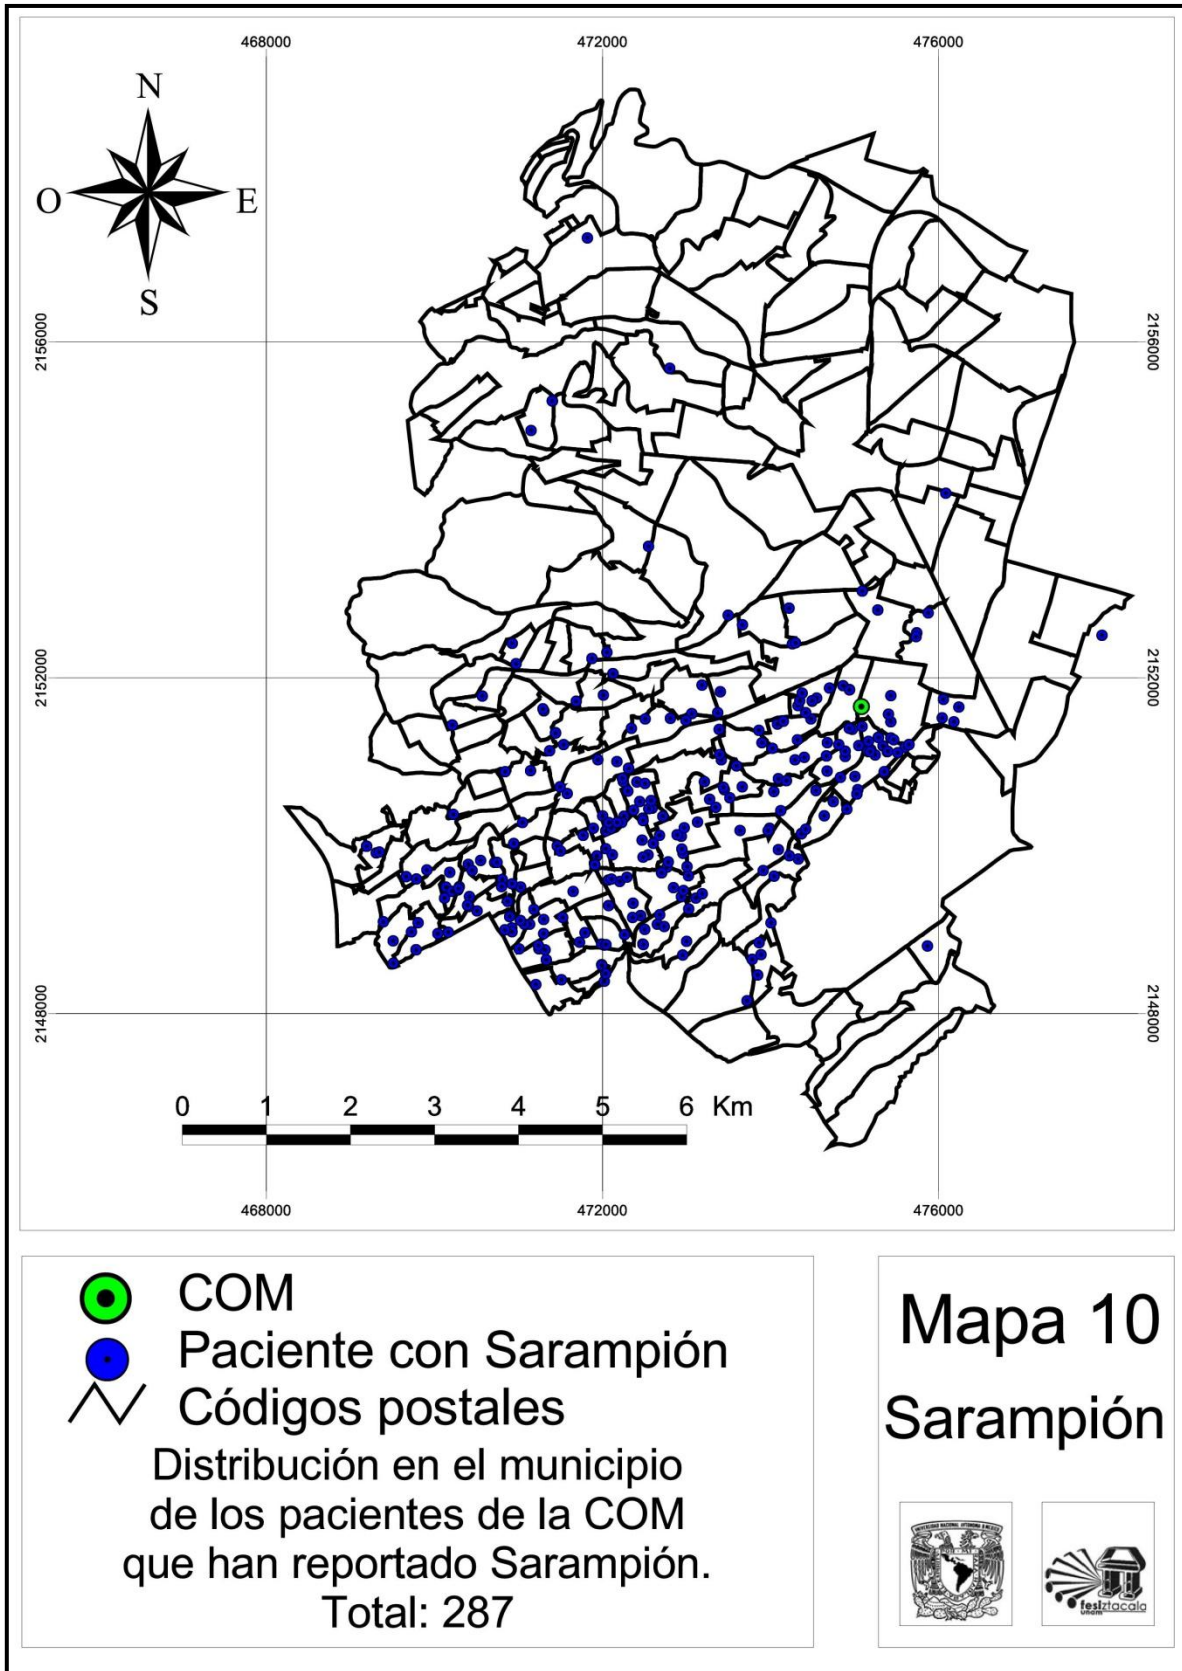 468000
472000
476000
N
O
E
S
2156000
2156000
2152000
2152000
2148000
2148000
0 1 2 3 4 5 6 Km
468000
472000
476000
COM
Paciente con Sarampión
Códigos postales
Distribución en el municipio
de los pacientes de la COM
que han reportado Sarampión.
Total: 287
Mapa 10
Sarampión
fesiztacala
unam